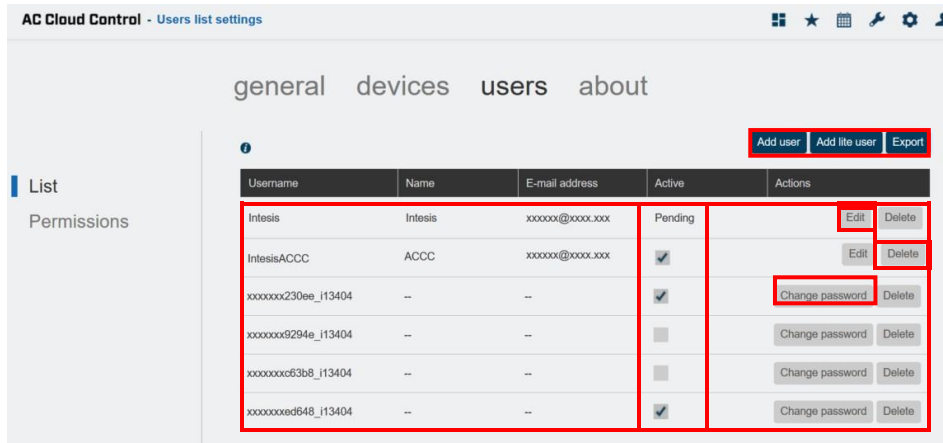 AC Cloud Control - Users list settings
general devices users about
Add user Add lite user Export
List
Permissions
Username Name E-mail address Active Actions
Intesis Intesis xxxxxx@xxxx.xxx Pending Edit Delete
IntesisACCC ACCC xxxxxx@xxxx.xxx Edit Delete
xxxxxxx230ee_i13404 -- -- Change password Delete
xxxxxxx9294e_i13404 -- -- Change password Delete
xxxxxxxc63b8_i13404 -- -- Change password Delete
xxxxxxxed648_i13404 -- -- Change password Delete